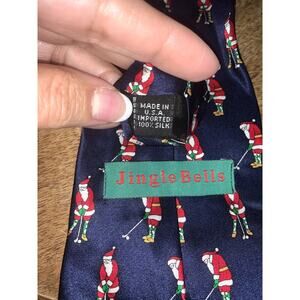 MADE IN
U.S.A.
IMPORTED
100% SILK
Jingle Bells